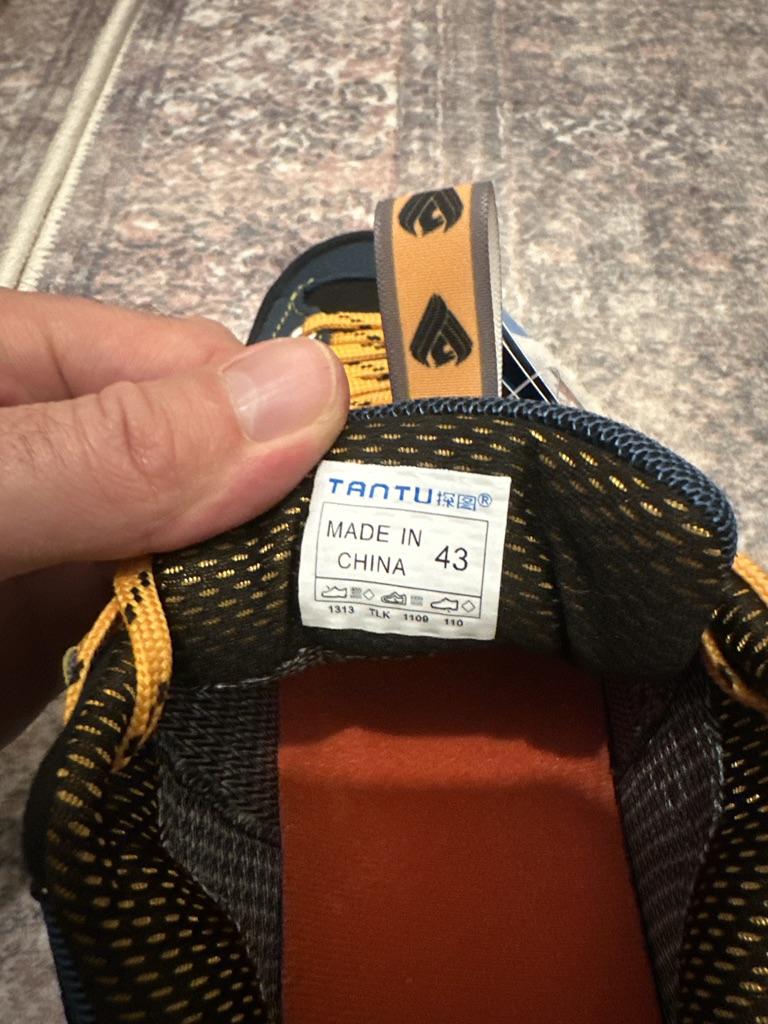 TANTU探图®
MADE IN
CHINA
43
1313 TLK 1109 110